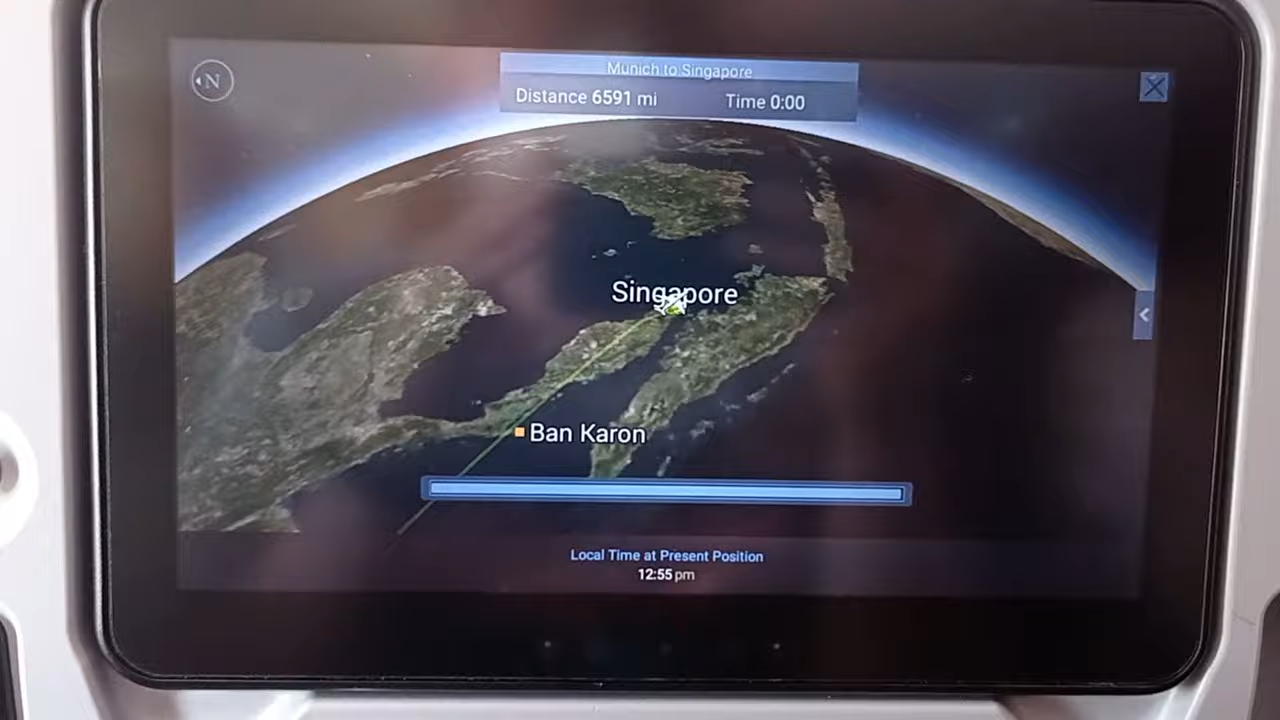 N
Munich to Singapore
Distance 6591 mi Time 0:00
Singapore
Ban Karon
Local Time at Present Position
12:55 pm